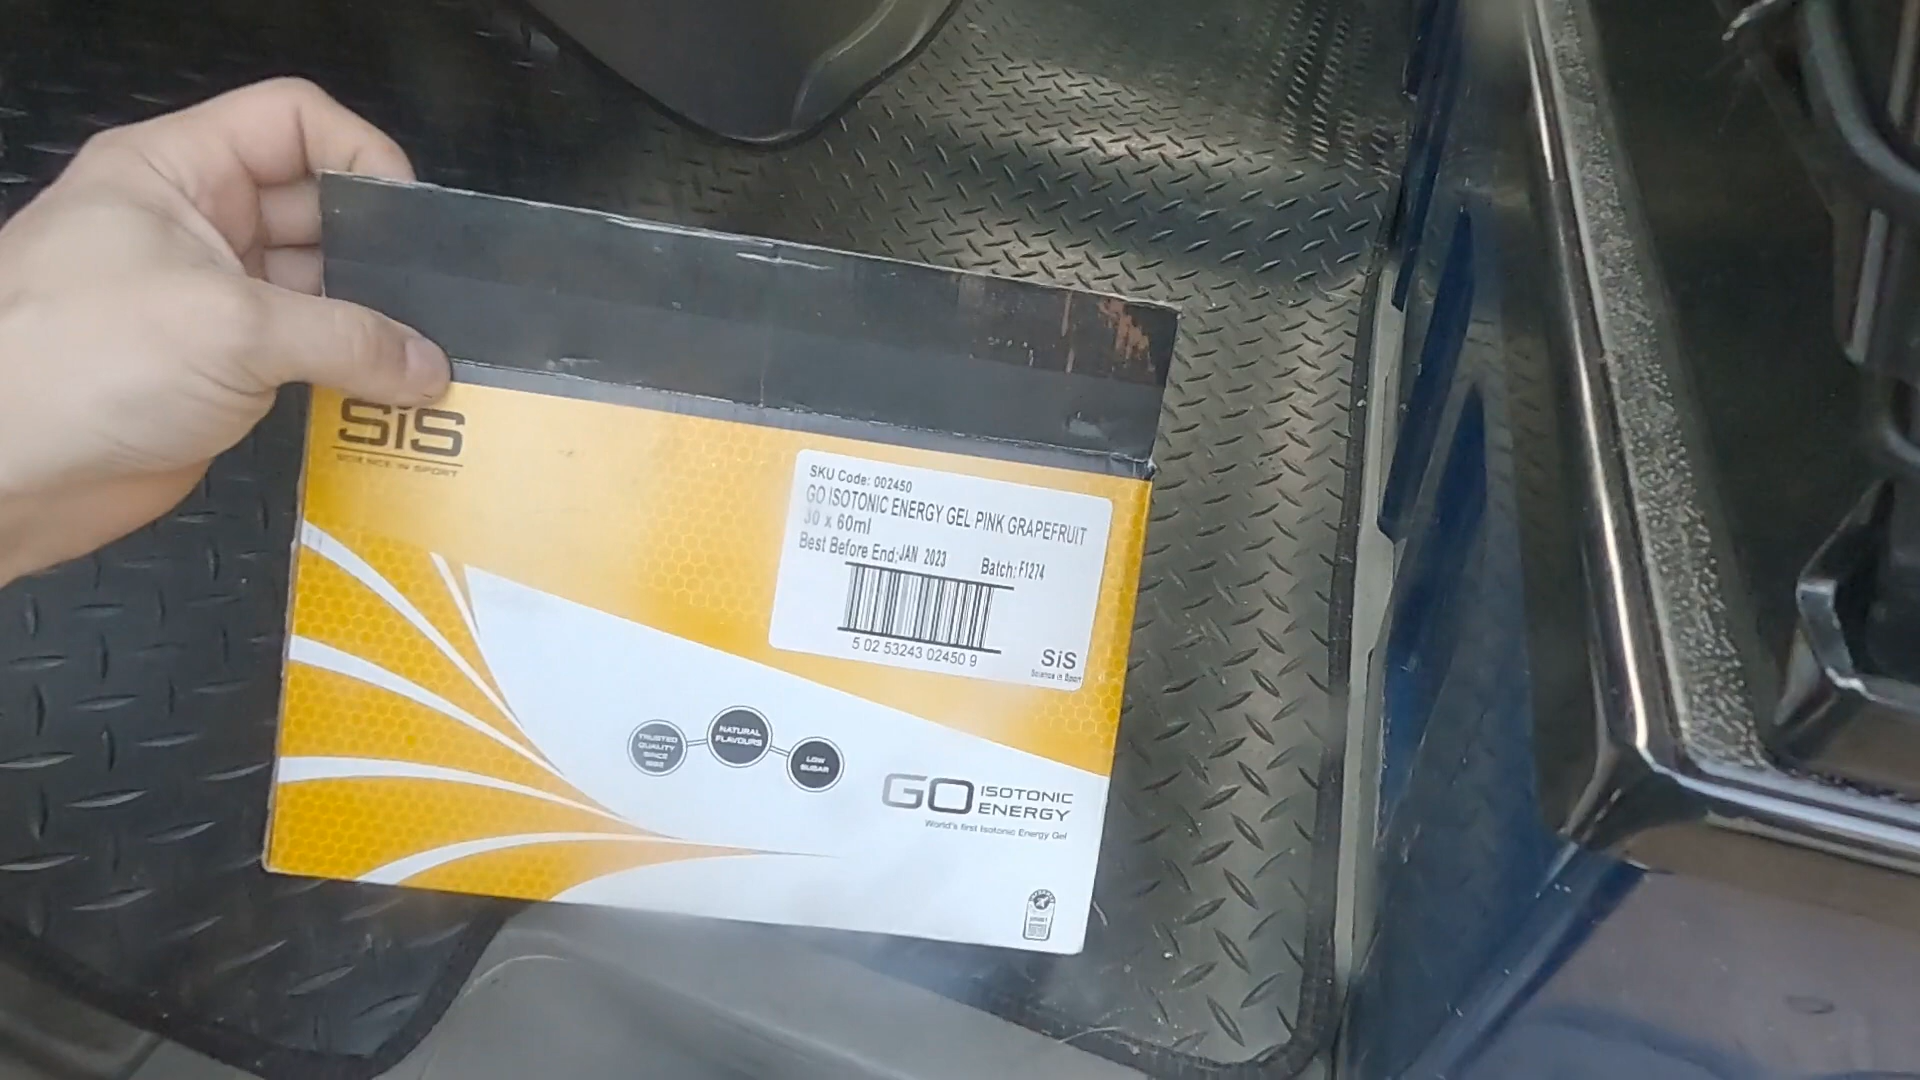 SiS
SCIENCE IN SPORT
SKU Code: 002450
GO ISOTONIC ENERGY GEL PINK GRAPEFRUIT
30 x 60ml
Best Before End:JAN 2023 Batch:F1274
5 02 53243 02450 9
SiS
Science in Sport
TRUSTED
QUALITY
SINCE
1992
NATURAL
FLAVOURS
LOW
SUGAR
GO ISOTONIC
ENERGY
World's first Isotonic Energy Gel